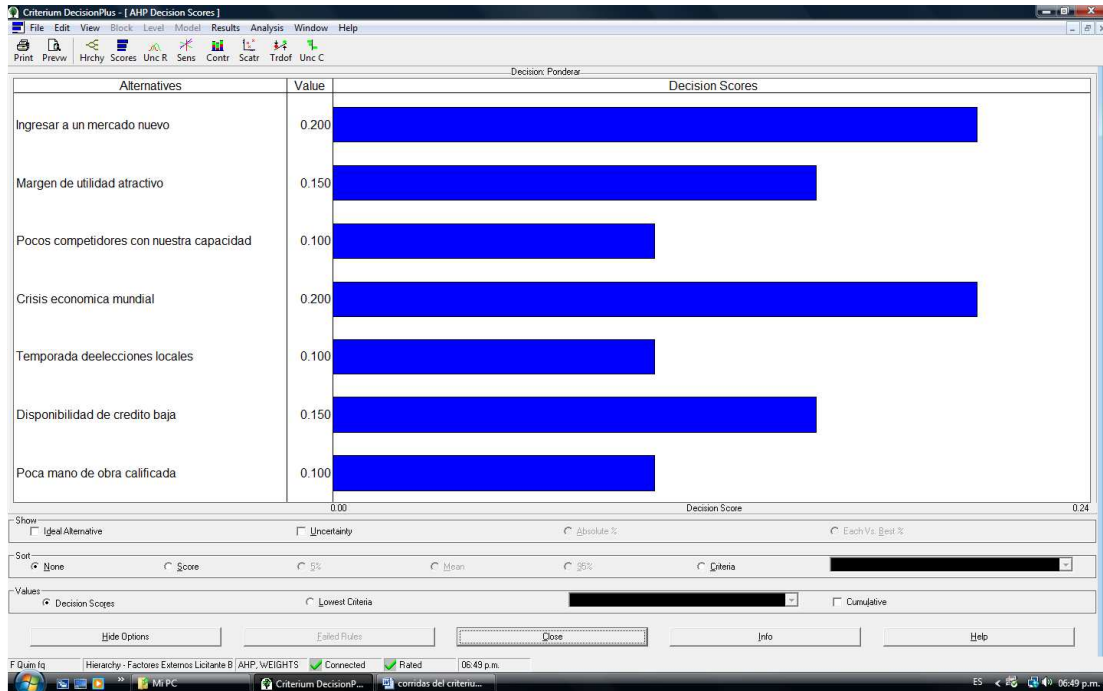 Criterium DecisionPlus - [ AHP Decision Scores ]
File Edit View Block Level Model Results Analysis Window Help
Print Prevw Hrchy Scores Unc R Sens Contr Scatr Trdof Unc C
Decision: Ponderar
Alternatives Value Decision Scores
Ingresar a un mercado nuevo 0.200
Margen de utilidad atractivo 0.150
Pocos competidores con nuestra capacidad 0.100
Crisis economica mundial 0.200
Temporada deelecciones locales 0.100
Disponibilidad de credito baja 0.150
Poca mano de obra calificada 0.100
0.00 Decision Score 0.24
Show
Ideal Alternative Uncertainty Absolute % Each Vs. Best %
Sort
None Score 5% Mean 95% Criteria
Values
Decision Scores Lowest Criteria Cumulative
Hide Options Failed Rules Close Info Help
F Quim fq Hierarchy - Factores Externos Licitante B AHP, WEIGHTS Connected Rated 06:49 p.m.
Mi PC Criterium DecisionP... corridas del criteriu... ES 06:49 p.m.